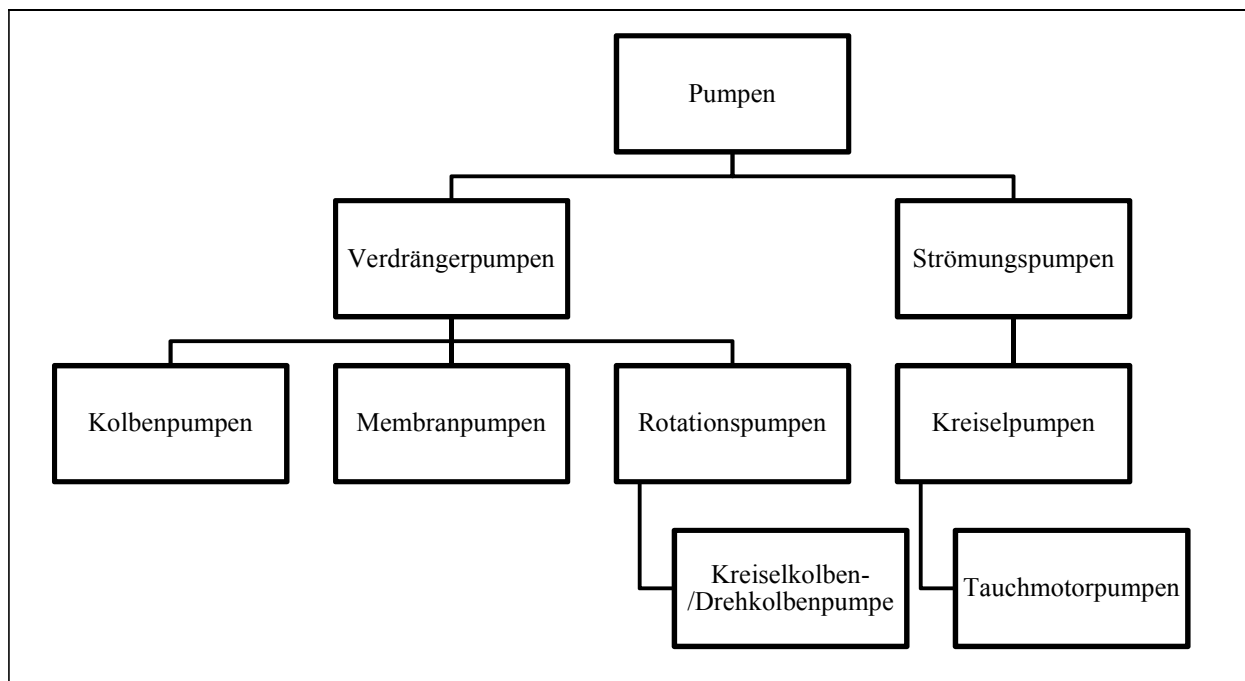 Pumpen
Verdrängerpumpen
Strömungspumpen
Kolbenpumpen
Membranpumpen
Rotationspumpen
Kreiselpumpen
Kreiselkolben-
/Drehkolbenpumpe
Tauchmotorpumpen